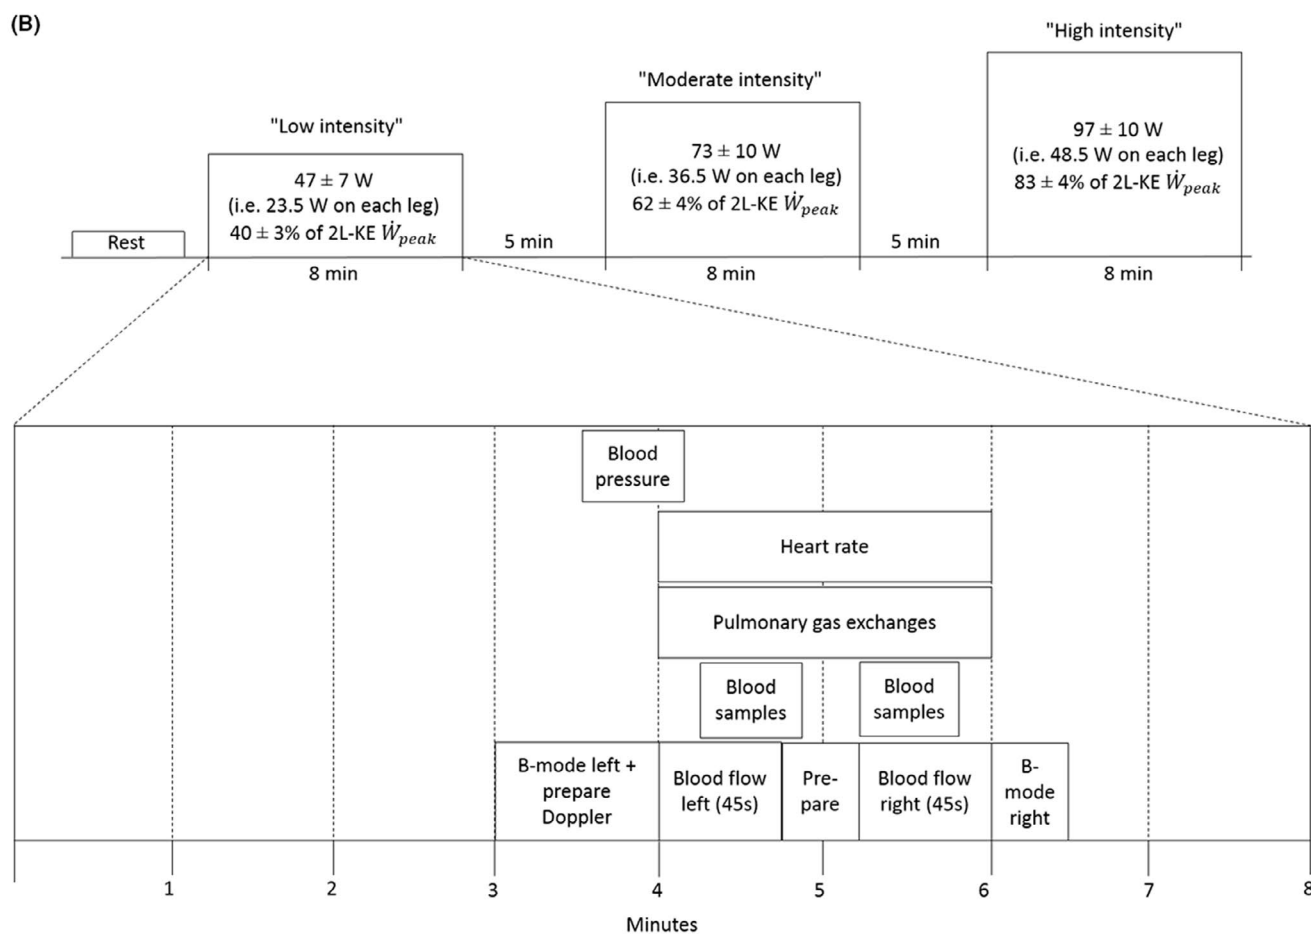 (B)
"High intensity"
"Moderate intensity"
"Low intensity"
97 ± 10 W
(i.e. 48.5 W on each leg)
83 ± 4% of 2L-KE Ẇpeak
73 ± 10 W
(i.e. 36.5 W on each leg)
62 ± 4% of 2L-KE Ẇpeak
47 ± 7 W
(i.e. 23.5 W on each leg)
40 ± 3% of 2L-KE Ẇpeak
Rest
5 min
5 min
8 min
8 min
8 min
Blood
pressure
Heart rate
Pulmonary gas exchanges
Blood
samples
Blood
samples
B-mode left +
prepare
Doppler
Blood flow
left (45s)
Pre-
pare
Blood flow
right (45s)
B-
mode
right
1 2 3 4 5 6 7 8
Minutes